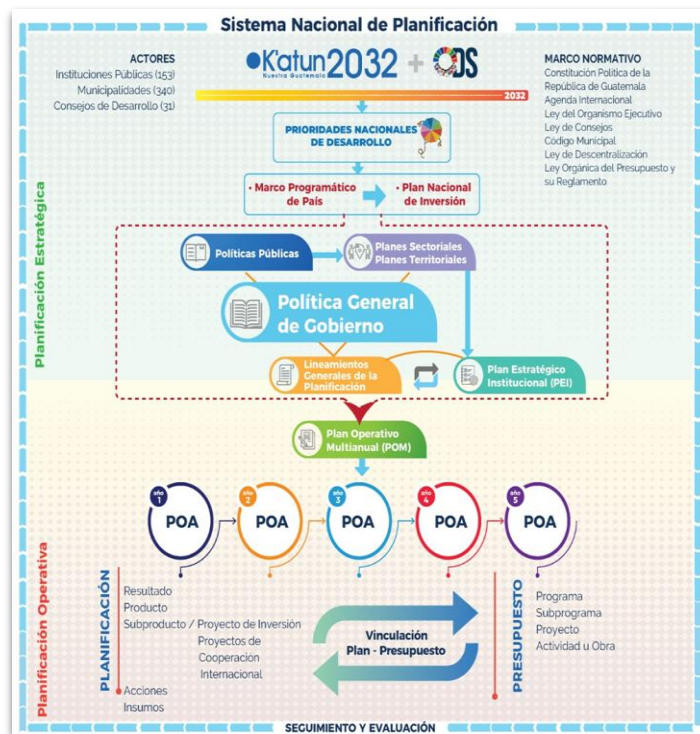 Sistema Nacional de Planificación
ACTORES
Instituciones Públicas (153)
Municipalidades (340)
Consejos de Desarrollo (31)
K'atun 2032 + ODS
Nuestra Guatemala
2032
MARCO NORMATIVO
Constitución Política de la
República de Guatemala
Agenda Internacional
Ley del Organismo Ejecutivo
Ley de Consejos
Código Municipal
Ley de Descentralización
Ley Orgánica del Presupuesto y
su Reglamento
PRIORIDADES NACIONALES
DE DESARROLLO
• Marco Programático
de País
• Plan Nacional
de Inversión
Planificación Estratégica
Políticas Públicas
Planes Sectoriales
Planes Territoriales
Política General
de Gobierno
Lineamientos
Generales de la
Planificación
Plan Estratégico
Institucional (PEI)
Plan Operativo
Multianual (POM)
año 1
POA
año 2
POA
año 3
POA
año 4
POA
año 5
POA
Planificación Operativa
PLANIFICACIÓN
Resultado
Producto
Subproducto / Proyecto de Inversión
Proyectos de
Cooperación
Internacional
Acciones
Insumos
Vinculación
Plan - Presupuesto
PRESUPUESTO
Programa
Subprograma
Proyecto
Actividad u Obra
SEGUIMIENTO Y EVALUACIÓN